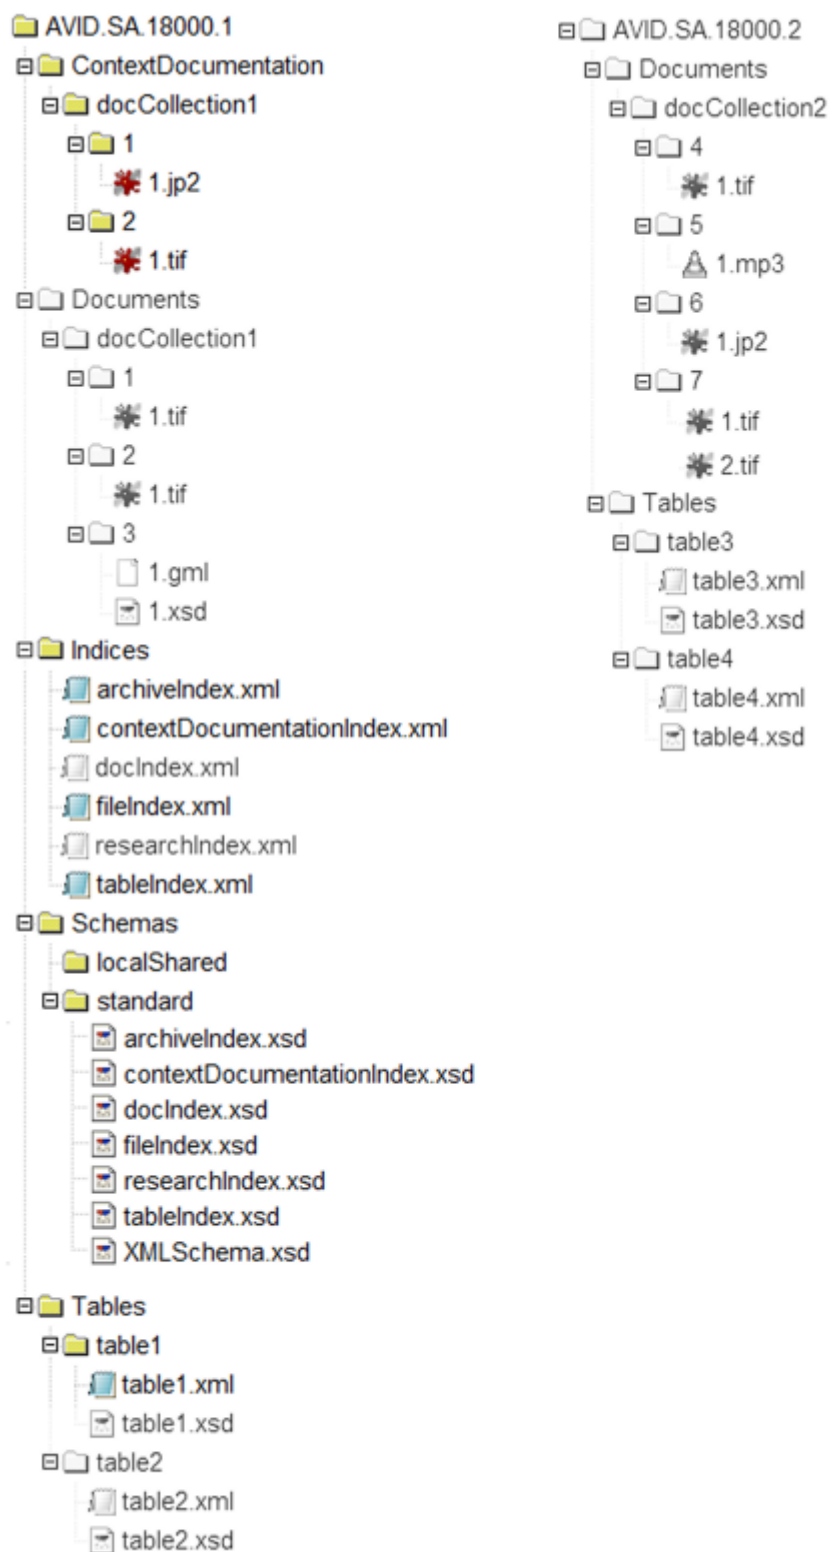 AVID.SA.18000.1
ContextDocumentation
docCollection1
1
1.jp2
2
1.tif
Documents
docCollection1
1
1.tif
2
1.tif
3
1.gml
1.xsd
Indices
archiveIndex.xml
contextDocumentationIndex.xml
docIndex.xml
fileIndex.xml
researchIndex.xml
tableIndex.xml
Schemas
localShared
standard
archiveIndex.xsd
contextDocumentationIndex.xsd
docIndex.xsd
fileIndex.xsd
researchIndex.xsd
tableIndex.xsd
XMLSchema.xsd
Tables
table1
table1.xml
table1.xsd
table2
table2.xml
table2.xsd
AVID.SA.18000.2
Documents
docCollection2
4
1.tif
5
1.mp3
6
1.jp2
7
1.tif
2.tif
Tables
table3
table3.xml
table3.xsd
table4
table4.xml
table4.xsd